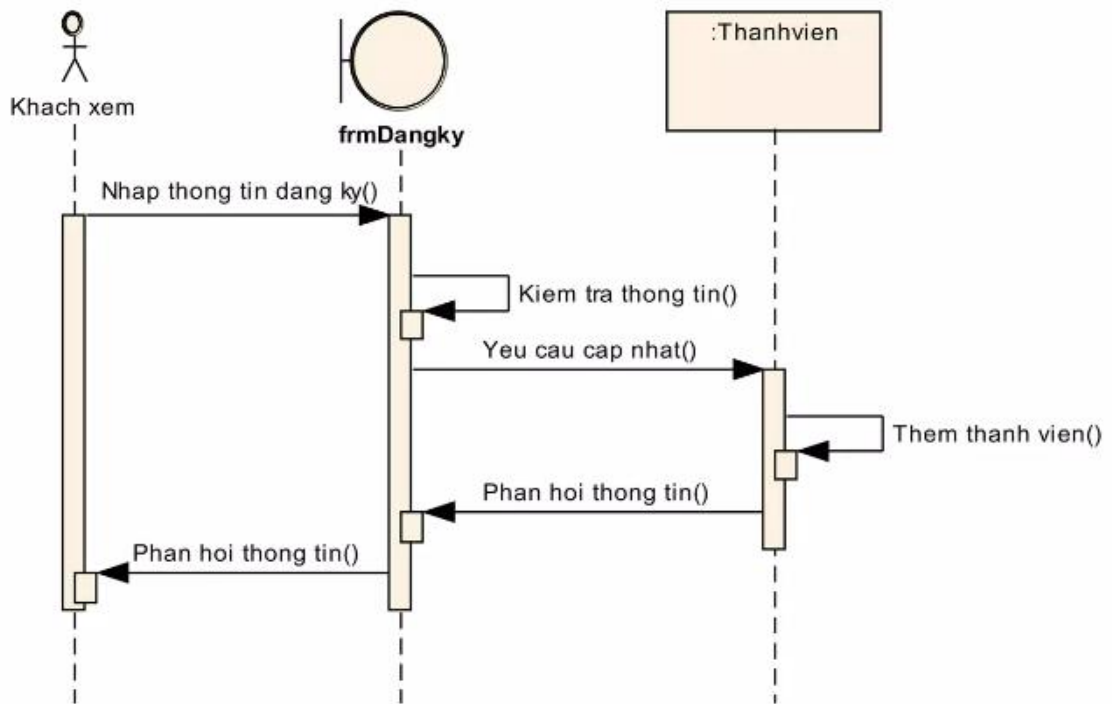 :Thanhvien
Khach xem
frmDangky
Nhap thong tin dang ky()
Kiem tra thong tin()
Yeu cau cap nhat()
Them thanh vien()
Phan hoi thong tin()
Phan hoi thong tin()